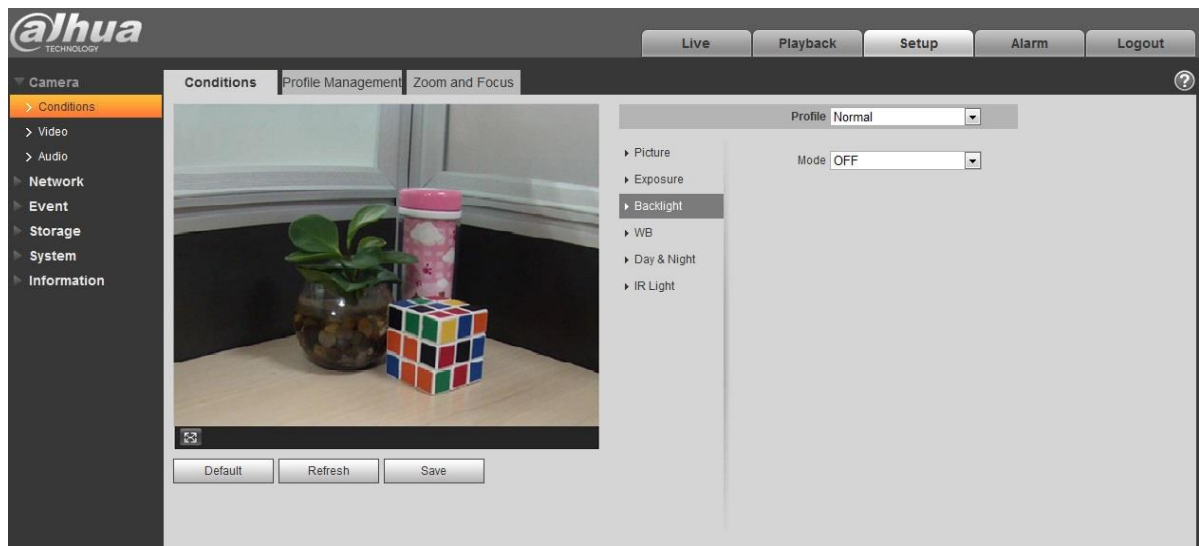 alhua
TECHNOLOGY
Live
Playback
Setup
Alarm
Logout
Camera
Conditions
Video
Audio
Network
Event
Storage
System
Information
Conditions
Profile Management
Zoom and Focus
?
Profile Normal
Picture
Exposure
Backlight
WB
Day & Night
IR Light
Mode OFF
Default
Refresh
Save